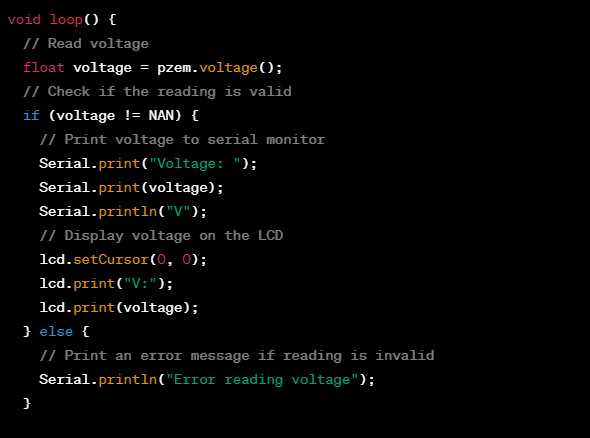 void loop() {
// Read voltage
float voltage = pzem.voltage();
// Check if the reading is valid
if (voltage != NAN) {
// Print voltage to serial monitor
Serial.print("Voltage: ");
Serial.print(voltage);
Serial.println("V");
// Display voltage on the LCD
lcd.setCursor(0, 0);
lcd.print("V:");
lcd.print(voltage);
} else {
// Print an error message if reading is invalid
Serial.println("Error reading voltage");
}